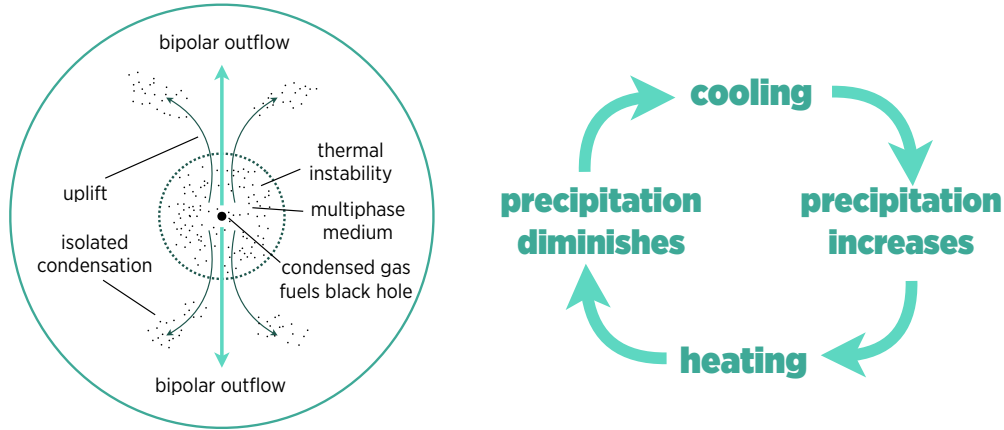 bipolar outflow
thermal
instability
uplift
multiphase
medium
isolated
condensation
condensed gas
fuels black hole
bipolar outflow
cooling
precipitation
diminishes
precipitation
increases
heating